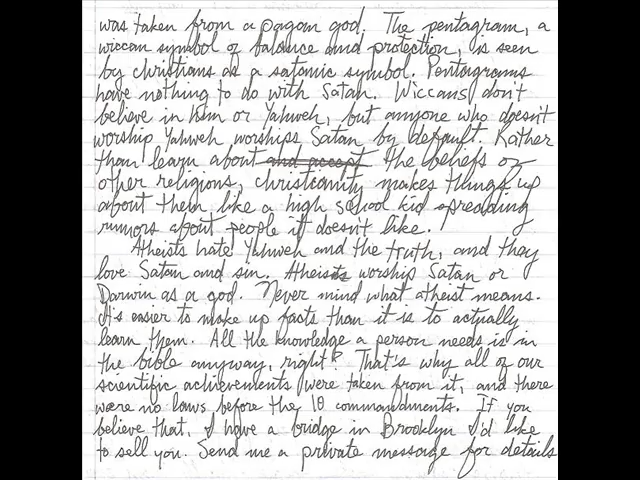 was taken from a pagan god. The pentagram, a
wiccan symbol of balance and protection, is seen
by christians as a satanic symbol. Pentagrams
have nothing to do with Satan. Wiccans don't
believe in him or Yahweh, but anyone who doesn't
worship Yahweh worships Satan by default. Rather
than learn about and accept the beliefs of
other religions, christianity makes things up
about them like a high school kid spreading
rumors about people it doesn't like.
Atheists hate Yahweh and the truth, and they
love Satan and sin. Atheists worship Satan or
Darwin as a god. Never mind what atheist means.
It's easier to make up facts than it is to actually
learn them. All the knowledge a person needs is in
the bible anyway, right? That's why all of our
scientific achievements were taken from it, and there
were no laws before the 10 commandments. If you
believe that, I have a bridge in Brooklyn I'd like
to sell you. Send me a private message for details